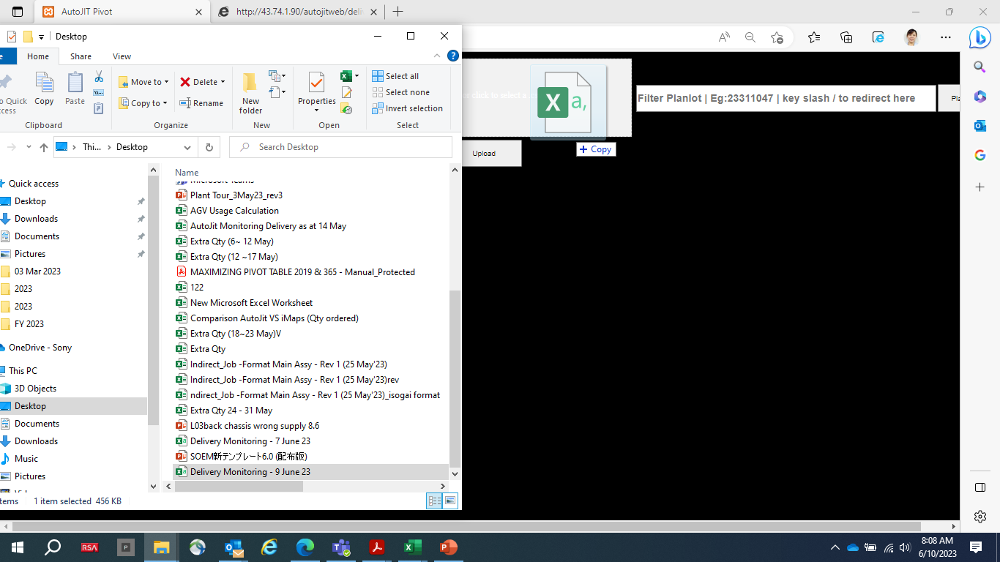 AutoJIT Pivot
http://43.74.1.90/autojitweb/deli
Desktop
Home
Share
View
Copy
Paste
Clipboard
Move to
Copy to
Delete
Rename
Organize
New
folder
New
Properties
Open
Select all
Select none
Invert selection
Select
Thi...
Desktop
Search Desktop
Name
Quick access
Desktop
Downloads
Documents
Pictures
03 Mar 2023
2023
2023
FY 2023
OneDrive - Sony
This PC
3D Objects
Desktop
Documents
Downloads
Music
Pictures
Microsoft Teams
Plant Tour_3May23_rev3
AGV Usage Calculation
AutoJit Monitoring Delivery as at 14 May
Extra Qty (6~ 12 May)
Extra Qty (12 ~17 May)
MAXIMIZING PIVOT TABLE 2019 & 365 - Manual_Protected
122
New Microsoft Excel Worksheet
Comparison AutoJit VS iMaps (Qty ordered)
Extra Qty (18~23 May)V
Extra Qty
Indirect_Job -Format Main Assy - Rev 1 (25 May'23)
Indirect_Job -Format Main Assy - Rev 1 (25 May'23)rev
ndirect_Job -Format Main Assy - Rev 1 (25 May'23)_isogai format
Extra Qty 24 - 31 May
L03back chassis wrong supply 8.6
Delivery Monitoring - 7 June 23
SOEM新テンプレート6.0 (配布版)
Delivery Monitoring - 9 June 23
tems
1 item selected 456 KB
or click to select a
X a,
+ Copy
Upload
Filter Planlot | Eg:23311047 | key slash / to redirect here
Pla
RSA
P
8:08 AM
6/10/2023